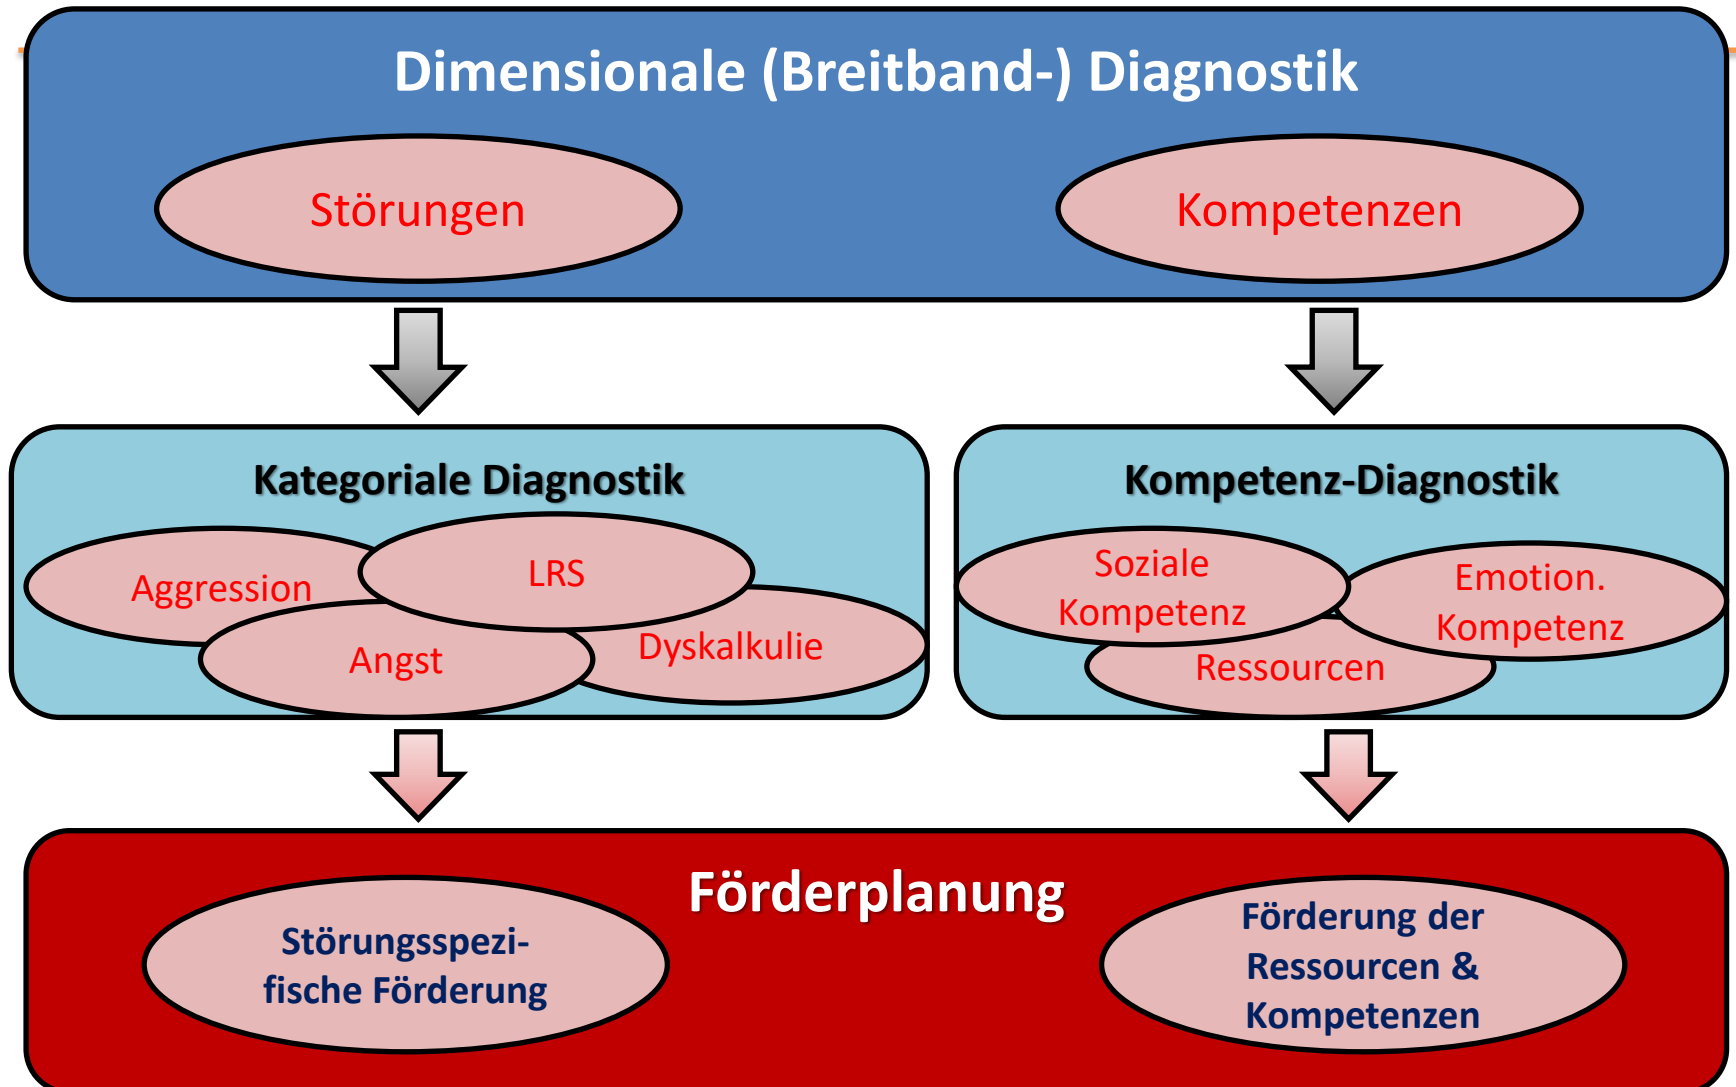 Dimensionale (Breitband-) Diagnostik
Störungen
Kompetenzen
Kategoriale Diagnostik
Aggression
LRS
Angst
Dyskalkulie
Kompetenz-Diagnostik
Soziale
Kompetenz
Emotion.
Kompetenz
Ressourcen
Förderplanung
Störungsspezi-
fische Förderung
Förderung der
Ressourcen &
Kompetenzen